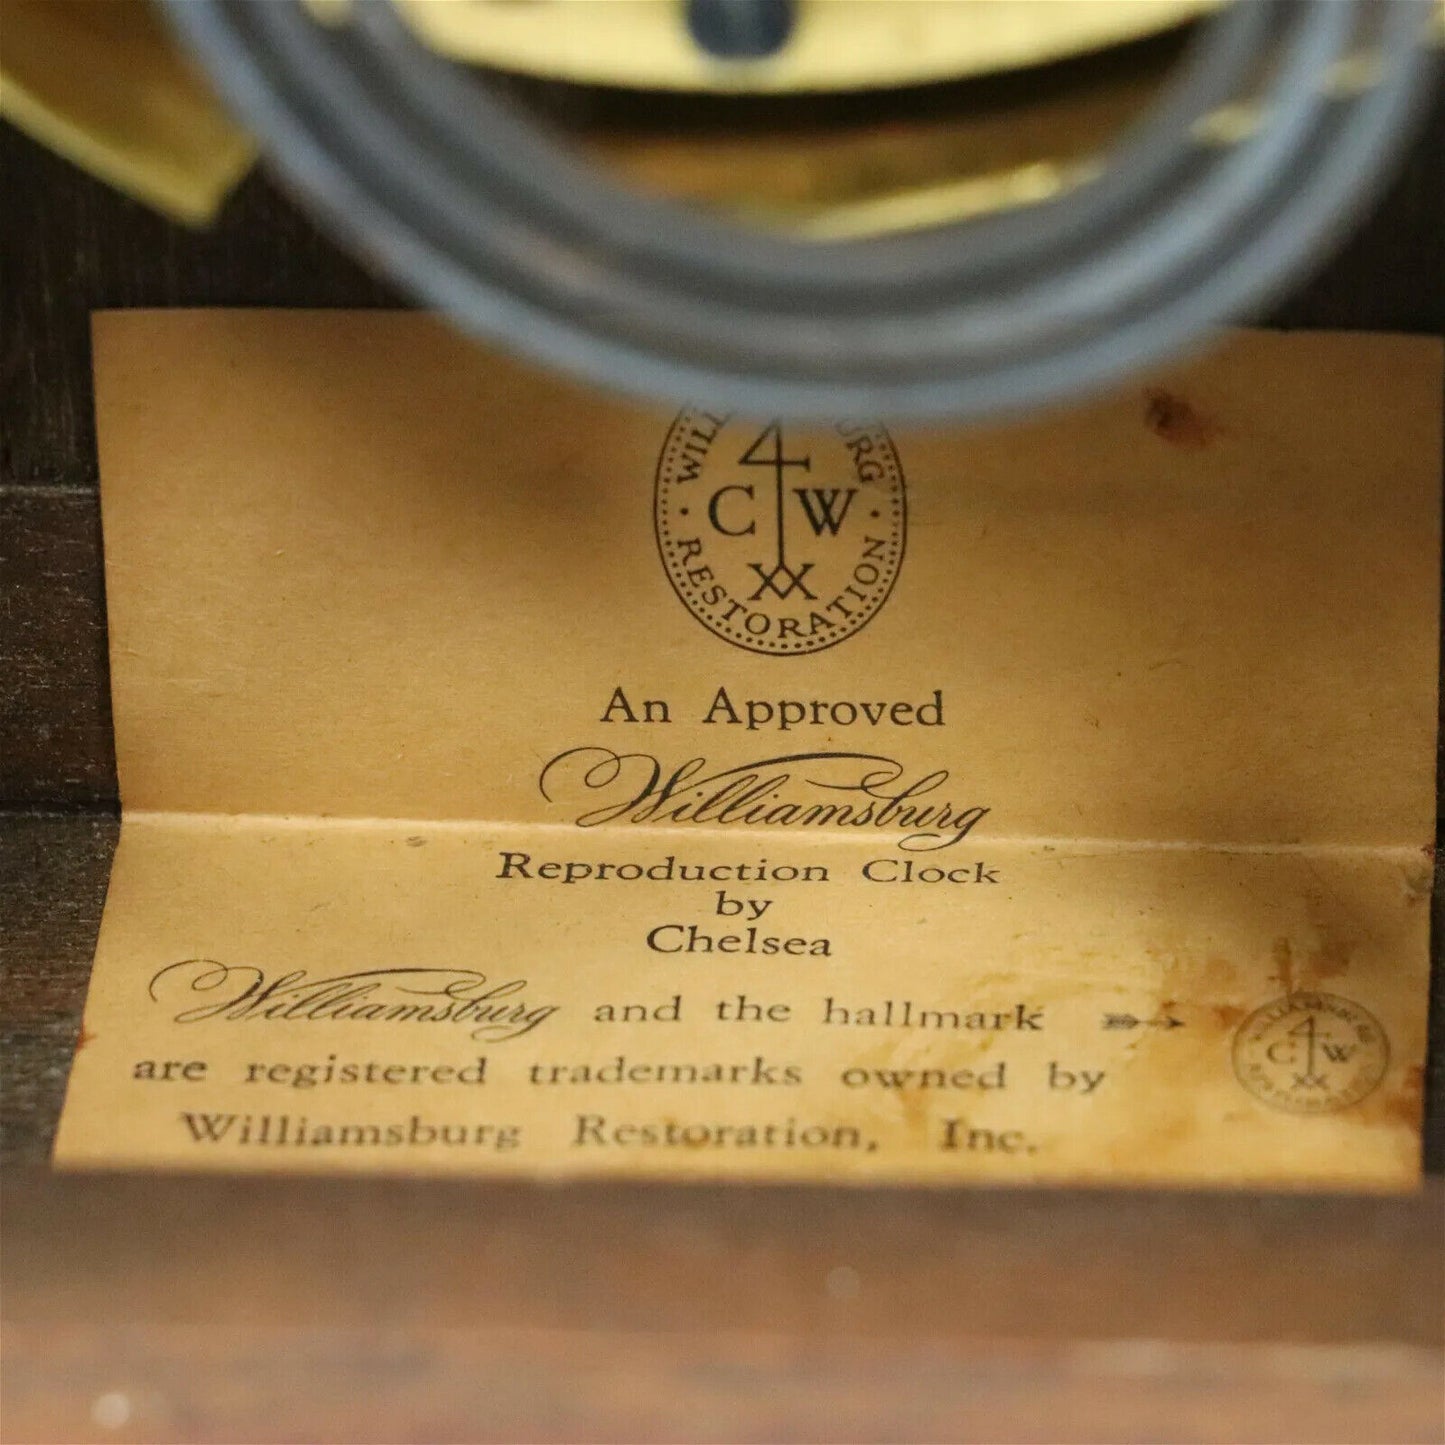 RESTORATION
C W
An Approved
Williamsburg
Reproduction Clock
by
Chelsea
Williamsburg and the hallmark
are registered trademarks owned by
Williamsburg Restoration, Inc.
C W